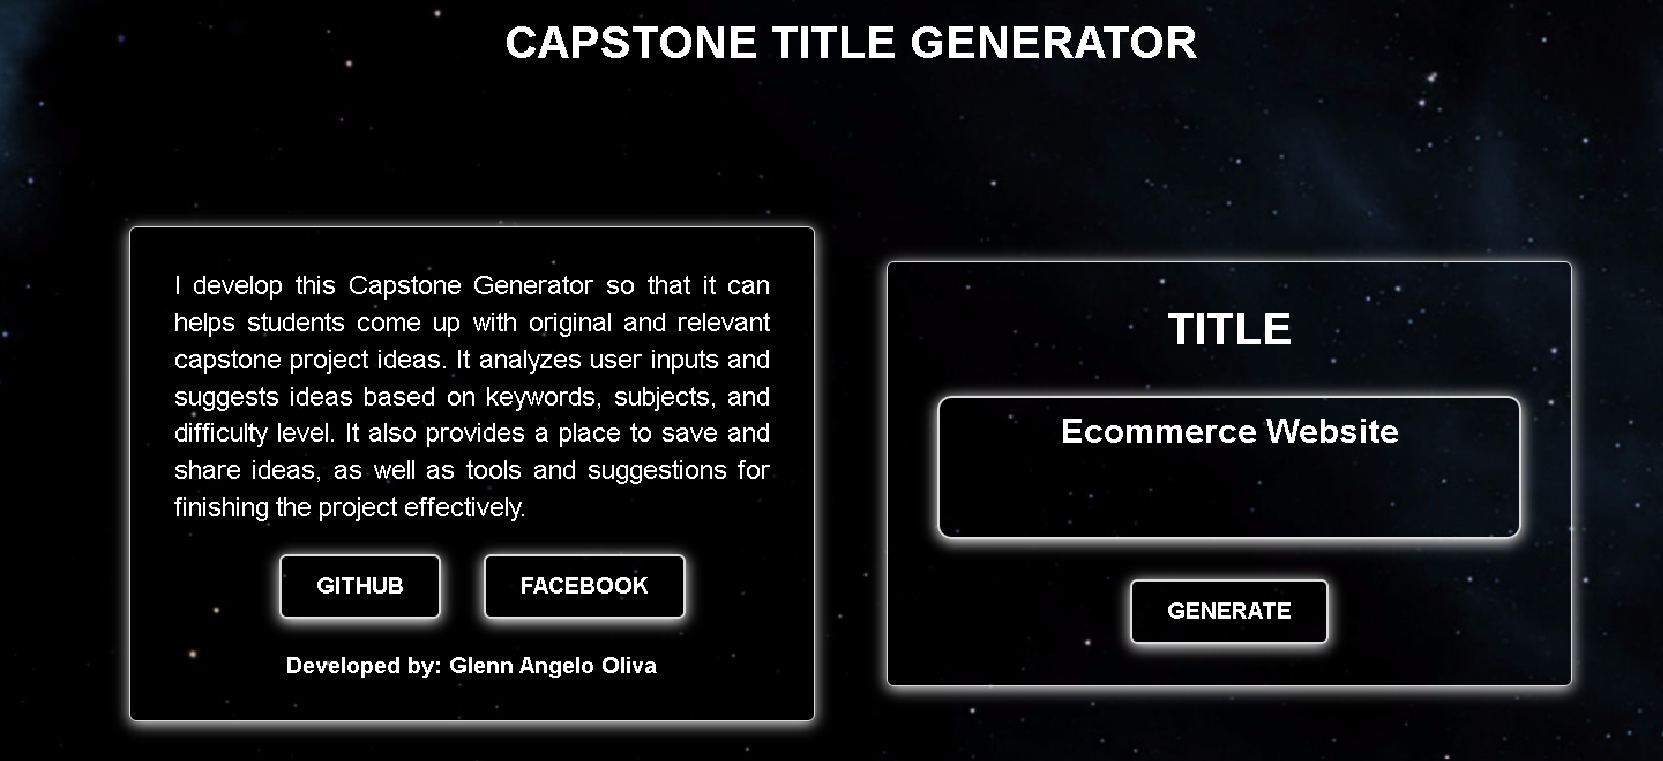 CAPSTONE TITLE GENERATOR
I develop this Capstone Generator so that it can
helps students come up with original and relevant
capstone project ideas. It analyzes user inputs and
suggests ideas based on keywords, subjects, and
difficulty level. It also provides a place to save and
share ideas, as well as tools and suggestions for
finishing the project effectively.
GITHUB
FACEBOOK
Developed by: Glenn Angelo Oliva
TITLE
Ecommerce Website
GENERATE